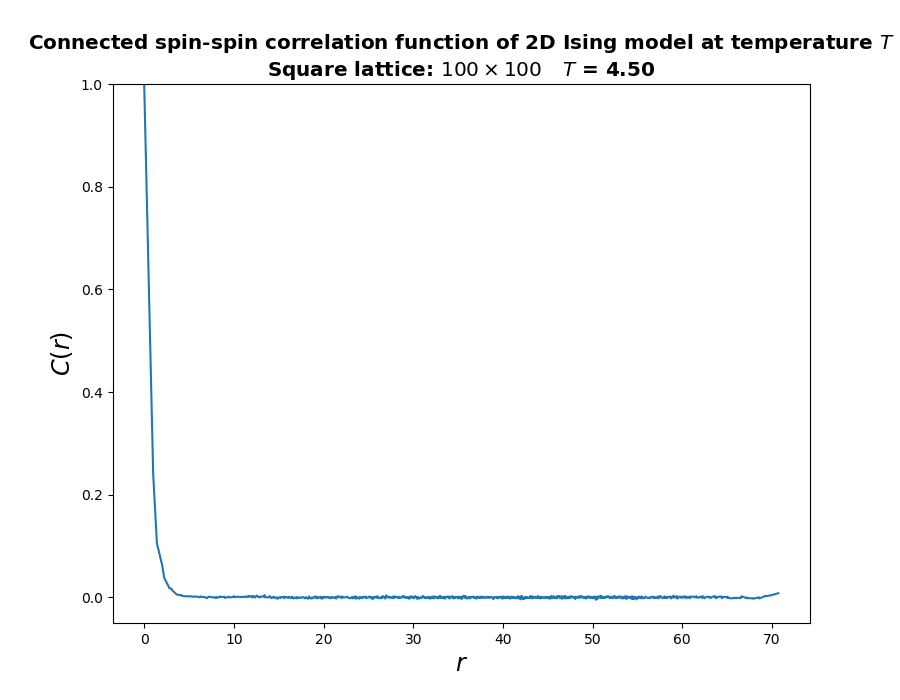 Connected spin-spin correlation function of 2D Ising model at temperature T
Square lattice: 100 × 100 T = 4.50
1.0
0.8
0.6
0.4
0.2
0.0
C(r)
0 10 20 30 40 50 60 70
r